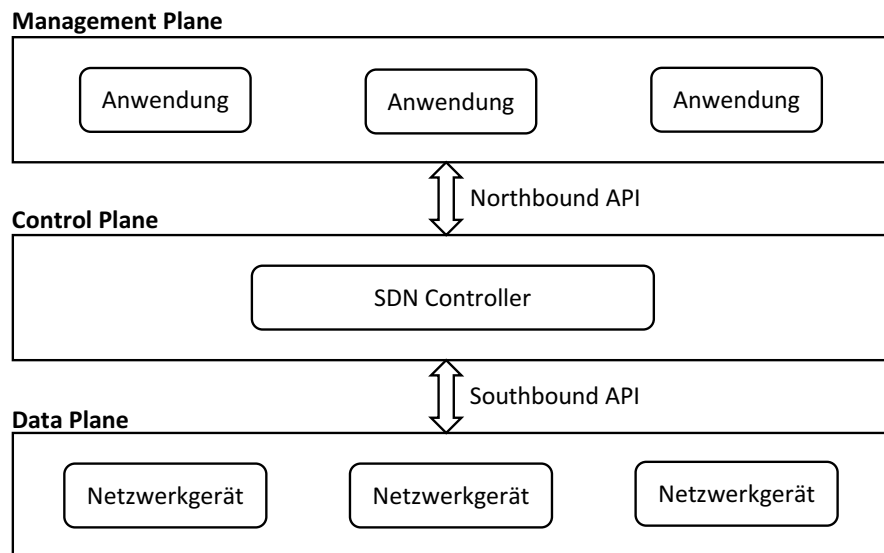 Management Plane
Anwendung
Anwendung
Anwendung
Northbound API
Control Plane
SDN Controller
Southbound API
Data Plane
Netzwerkgerät
Netzwerkgerät
Netzwerkgerät